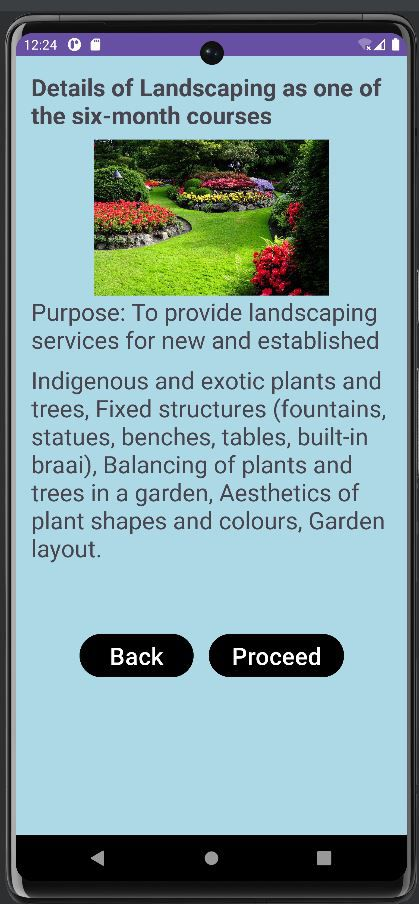 12:24
Details of Landscaping as one of
the six-month courses
Purpose: To provide landscaping
services for new and established
Indigenous and exotic plants and
trees, Fixed structures (fountains,
statues, benches, tables, built-in
braai), Balancing of plants and
trees in a garden, Aesthetics of
plant shapes and colours, Garden
layout.
Back Proceed